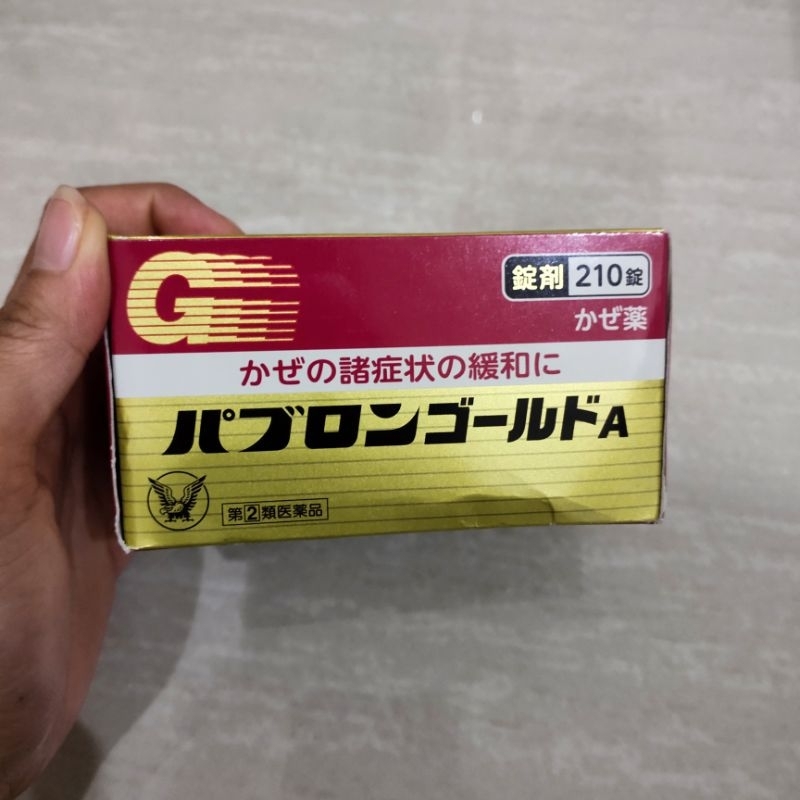 G
錠剤 210錠
かぜ薬
かぜの諸症状の緩和に
パブロンゴールドA
第②類医薬品